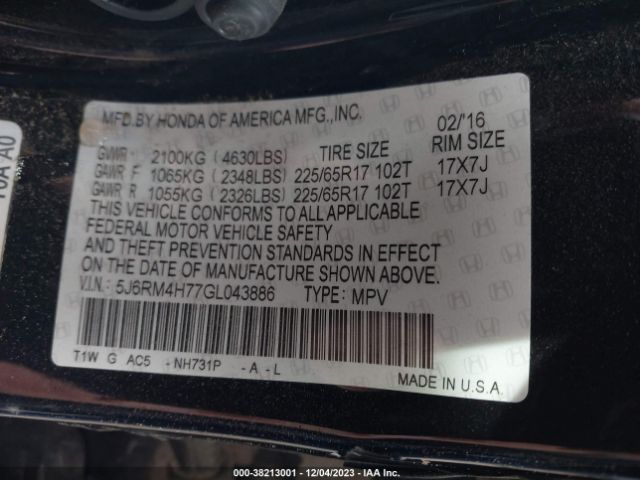 MFD.BY HONDA OF AMERICA MFG.,INC. 02/'16
GVWR - 2100KG ( 4630LBS) TIRE SIZE RIM SIZE
GAWR F 1065KG ( 2348LBS) 225/65R17 102T 17X7J
GAWR R 1055KG ( 2326LBS) 225/65R17 102T 17X7J
THIS VEHICLE CONFORMS TO ALL APPLICABLE
FEDERAL MOTOR VEHICLE SAFETY
AND THEFT PREVENTION STANDARDS IN EFFECT
ON THE DATE OF MANUFACTURE SHOWN ABOVE.
V.I.N.: 5J6RM4H77GL043886 TYPE: MPV
T1W G AC5 - NH731P - A - L
MADE IN U.S.A.
10A A0
000-38213001 - 12/04/2023 - IAA Inc.